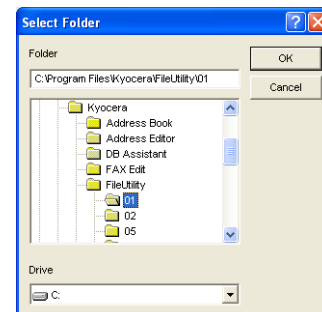 Select Folder
Folder
OK
C:\Program Files\Kyocera\FileUtility\01
Cancel
Kyocera
Address Book
Address Editor
DB Assistant
FAX Edit
FileUtility
01
02
05
Drive
C: